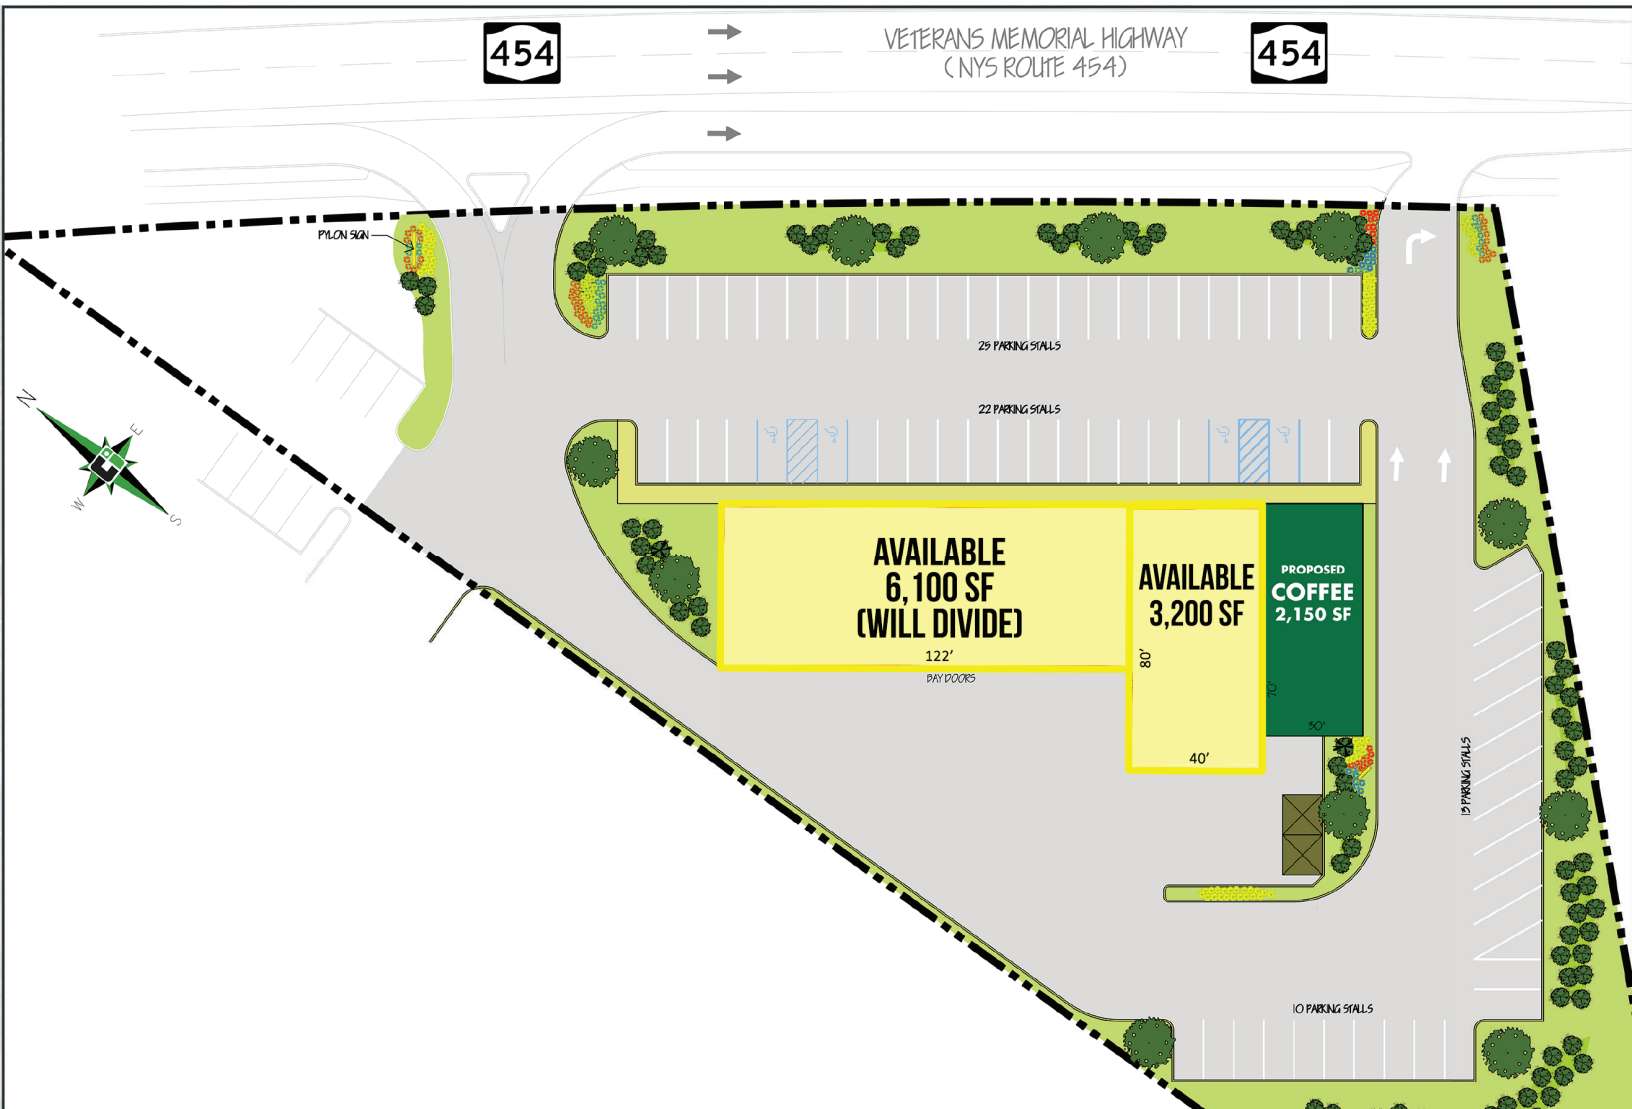 454
VETERANS MEMORIAL HIGHWAY
(NYS ROUTE 454)
454
PYLON SIGN
25 PARKING STALLS
22 PARKING STALLS
N
E
W
S
AVAILABLE
6,100 SF
(WILL DIVIDE)
122'
BAY DOORS
AVAILABLE
3,200 SF
80'
40'
PROPOSED
COFFEE
2,150 SF
70'
30'
13 PARKING STALLS
10 PARKING STALLS